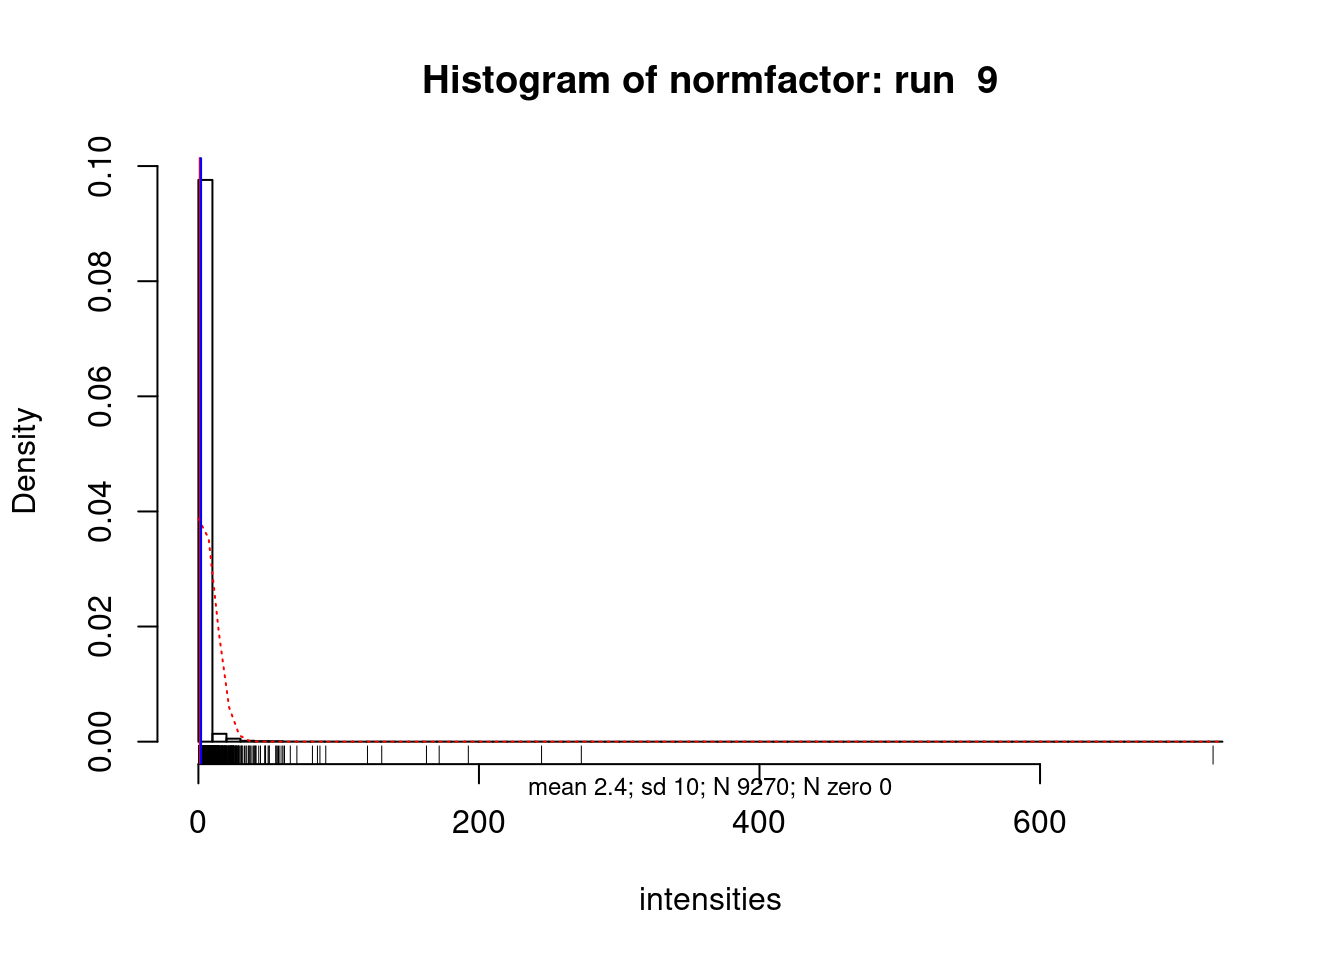 Histogram of normfactor: run  9
Density
0.10
0.08
0.06
0.04
0.02
0.00
mean 2.4; sd 10; N 9270; N zero 0
0 200 400 600
intensities